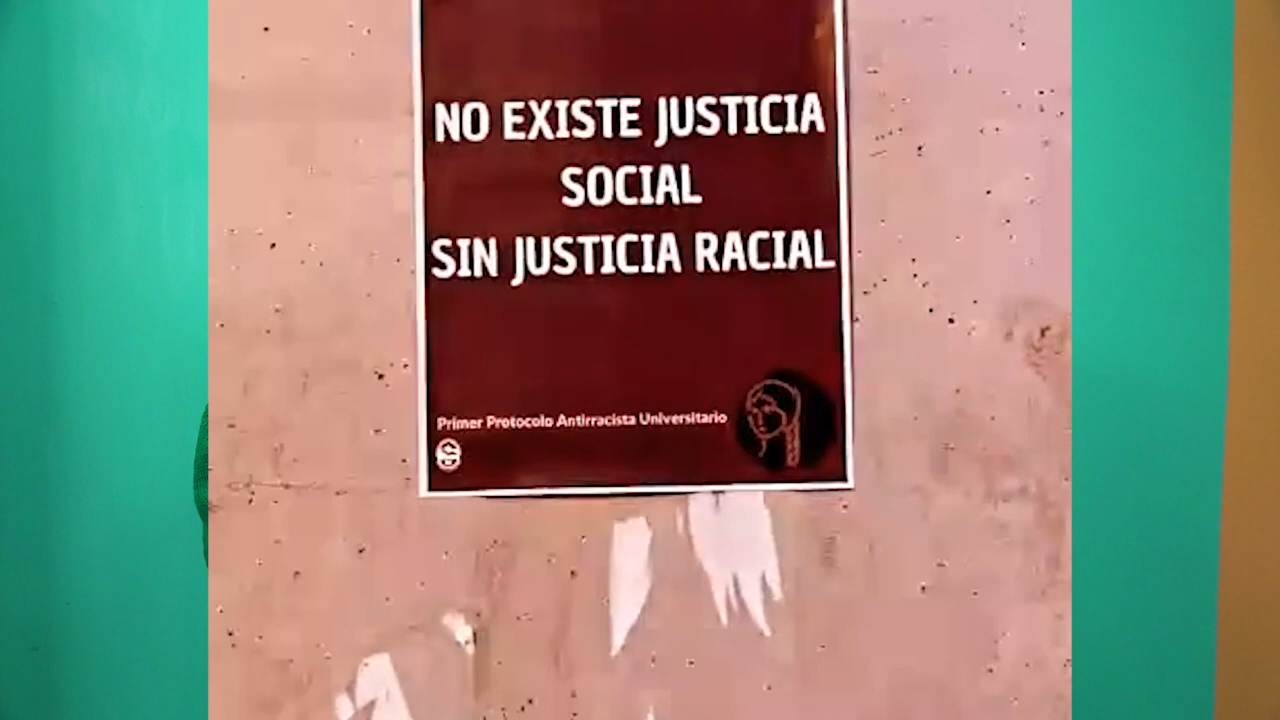 NO EXISTE JUSTICIA
SOCIAL
SIN JUSTICIA RACIAL
Primer Protocolo Antirracista Universitario